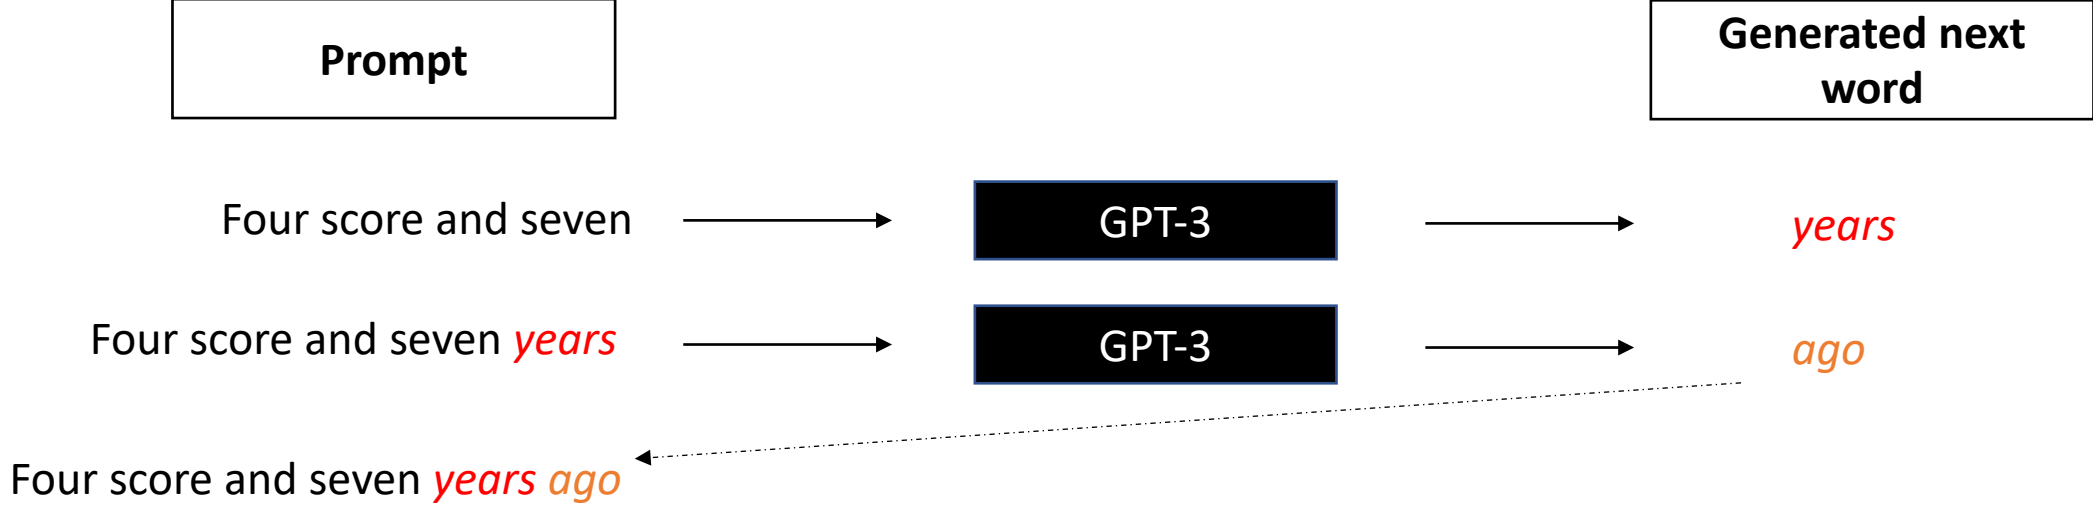 Prompt
Generated next
word
Four score and seven
GPT-3
years
Four score and seven years
GPT-3
ago
Four score and seven years ago